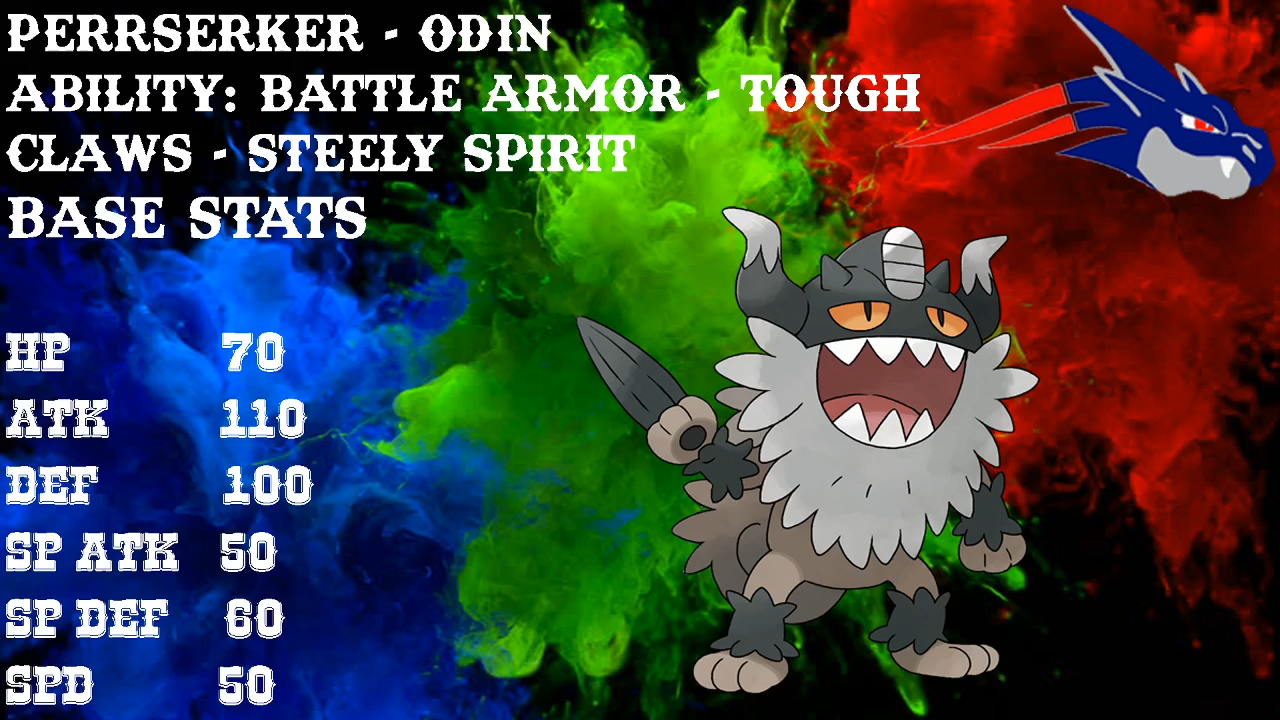 PERRSERKER - ODIN
ABILITY: BATTLE ARMOR - TOUGH
CLAWS - STEELY SPIRIT
BASE STATS
HP 70
ATK 110
DEF 100
SP ATK 50
SP DEF 60
SPD 50